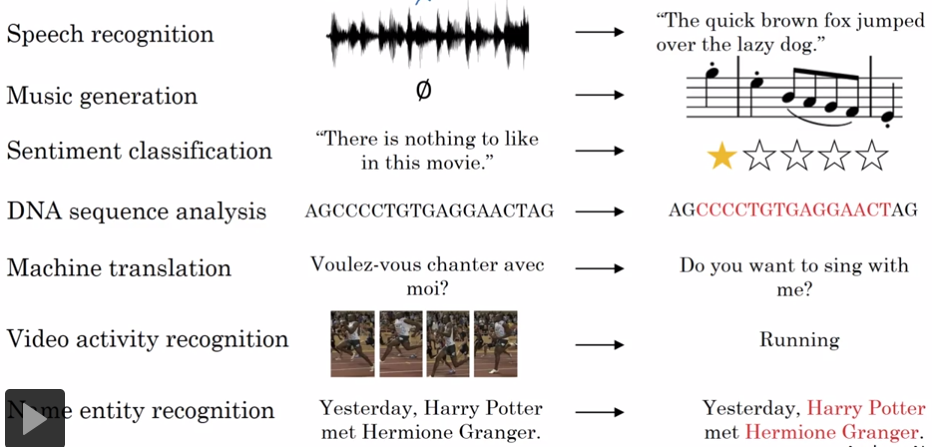 Speech recognition
“The quick brown fox jumped
over the lazy dog.”
Music generation
∅
Sentiment classification
“There is nothing to like
in this movie.”
DNA sequence analysis
AGCCCCTGTGAGGAACTAG
AGCCCCTGTGAGGAACTAG
Machine translation
Voulez-vous chanter avec
moi?
Do you want to sing with
me?
Video activity recognition
Running
Name entity recognition
Yesterday, Harry Potter
met Hermione Granger.
Yesterday, Harry Potter
met Hermione Granger.